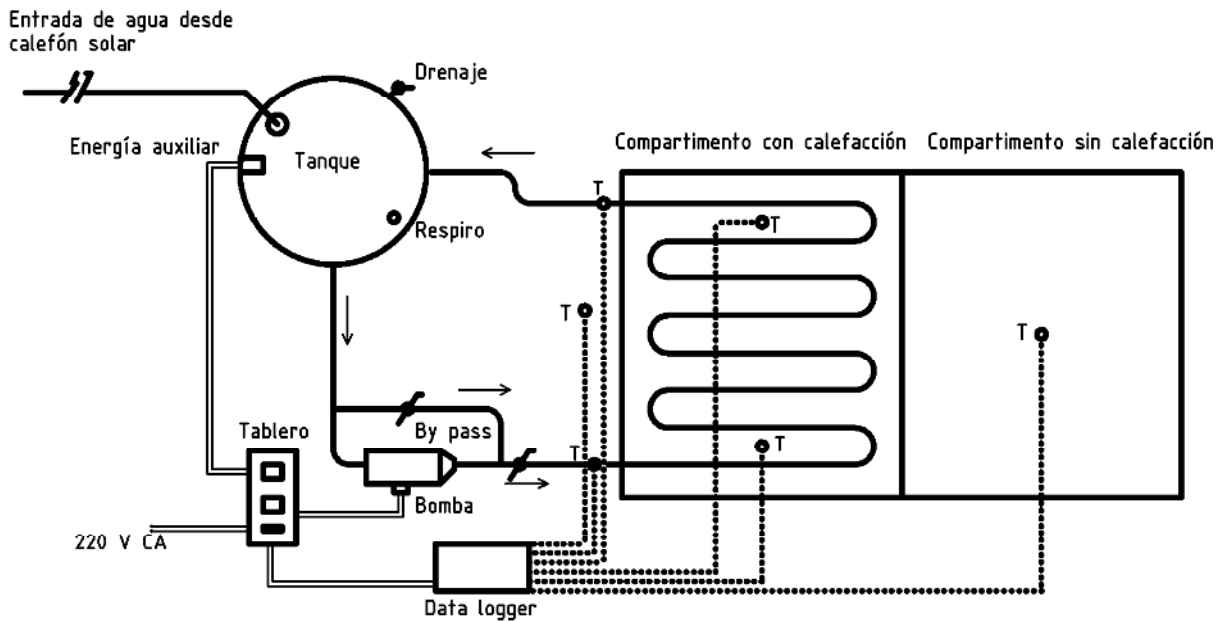 Entrada de agua desde
calefón solar
Drenaje
Energía auxiliar
Tanque
Compartimento con calefacción
Compartimento sin calefacción
T
Respiro
T
T
T
Tablero
By pass
T
T
Bomba
220 V CA
Data logger